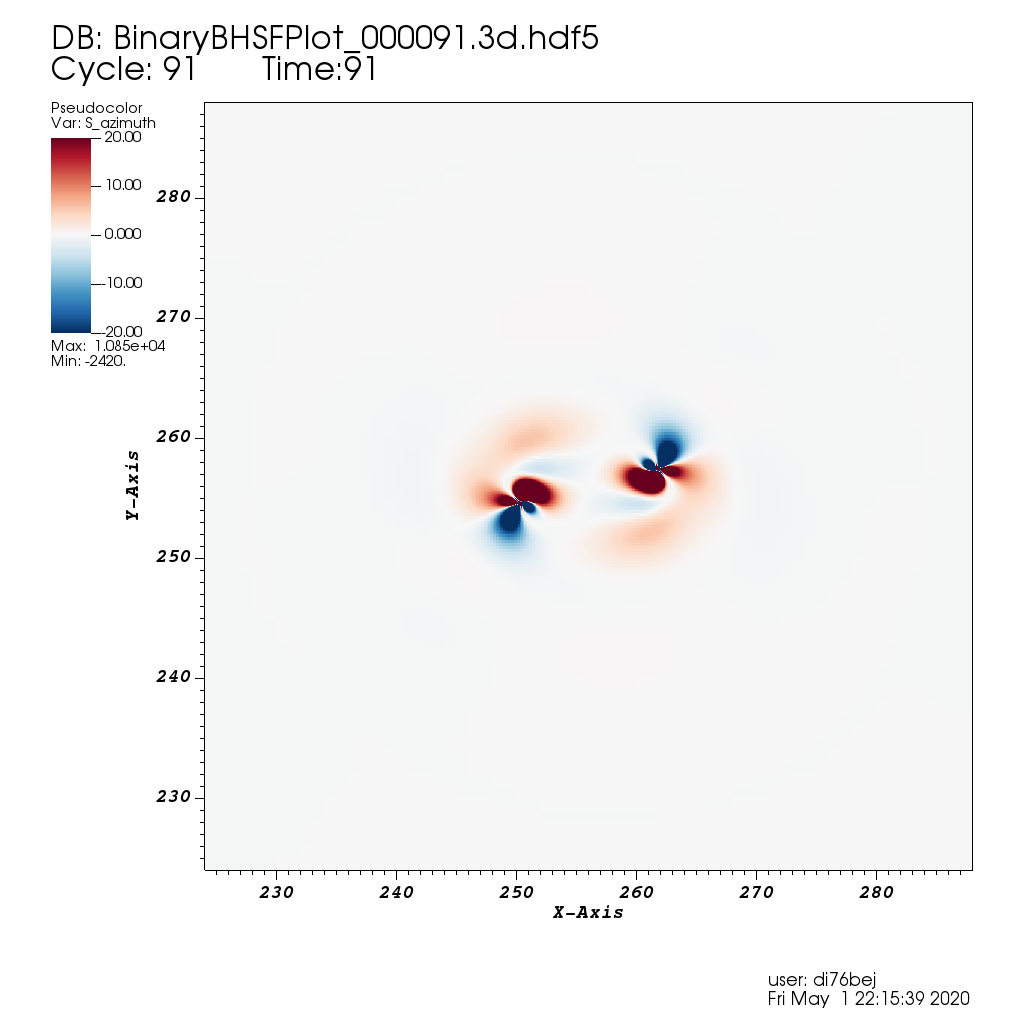 DB: BinaryBHSFPlot_000091.3d.hdf5
Cycle: 91 Time:91
Pseudocolor
Var: S_azimuth
20.00
10.00
0.000
-10.00
-20.00
Max: 1.085e+04
Min: -2420.
280
270
260
250
240
230
Y-Axis
230 240 250 260 270 280
X-Axis
user: di76bej
Fri May 1 22:15:39 2020